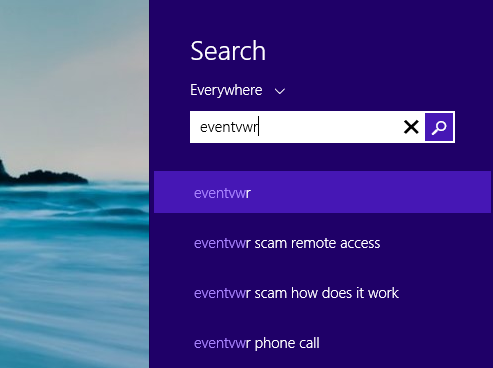 Search
Everywhere
eventvwr
eventvwr
eventvwr scam remote access
eventvwr scam how does it work
eventvwr phone call